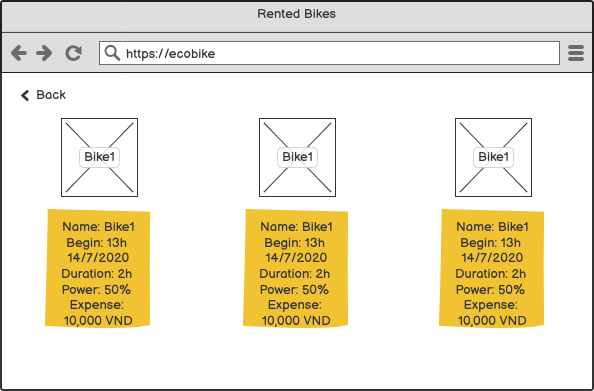 Rented Bikes
https://ecobike
Back
Bike1
Bike1
Bike1
Name: Bike1
Begin: 13h
14/7/2020
Duration: 2h
Power: 50%
Expense:
10,000 VND
Name: Bike1
Begin: 13h
14/7/2020
Duration: 2h
Power: 50%
Expense:
10,000 VND
Name: Bike1
Begin: 13h
14/7/2020
Duration: 2h
Power: 50%
Expense:
10,000 VND